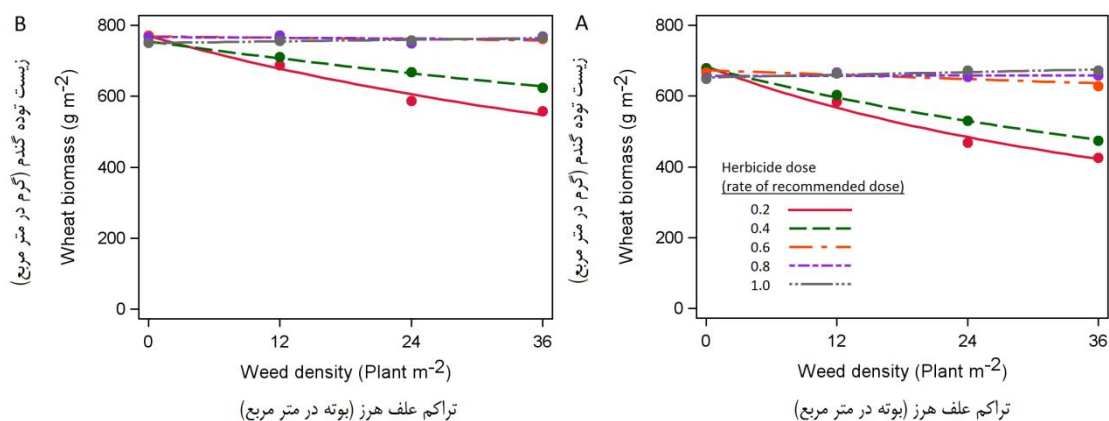 B
زیست توده گندم (گرم در متر مربع)
Wheat biomass (g m-2)
800
600
400
200
0
0 12 24 36
Weed density (Plant m-2)
تراکم علف هرز (بوته در متر مربع)
A
زیست توده گندم (گرم در متر مربع)
Wheat biomass (g m-2)
800
600
400
200
0
Herbicide dose
(rate of recommended dose)
0.2
0.4
0.6
0.8
1.0
0 12 24 36
Weed density (Plant m-2)
تراکم علف هرز (بوته در متر مربع)